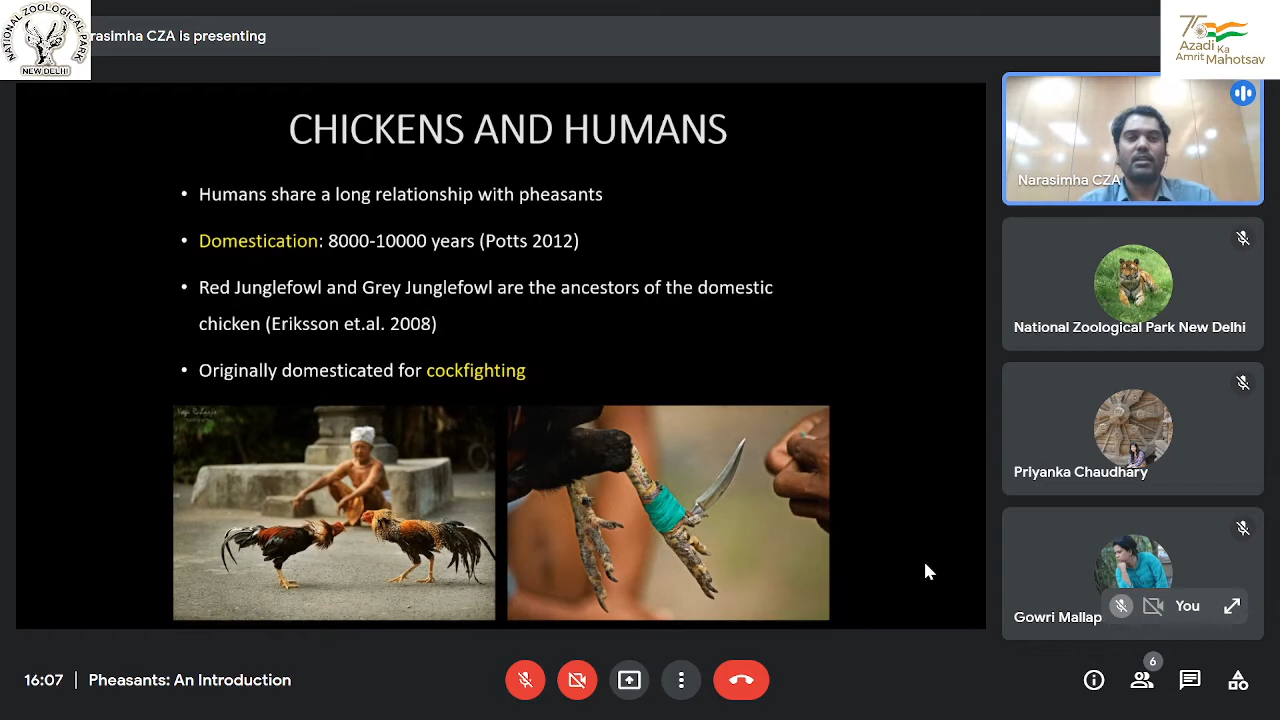 NATIONAL ZOOLOGICAL PARK
NEW DELHI
rasimha CZA is presenting
75
Azadi Ka
Amrit Mahotsav
CHICKENS AND HUMANS
• Humans share a long relationship with pheasants
• Domestication: 8000-10000 years (Potts 2012)
• Red Junglefowl and Grey Junglefowl are the ancestors of the domestic
chicken (Eriksson et.al. 2008)
• Originally domesticated for cockfighting
Narasimha CZA
National Zoological Park New Delhi
Priyanka Chaudhary
Gowri Mallap
You
16:07 | Pheasants: An Introduction
6